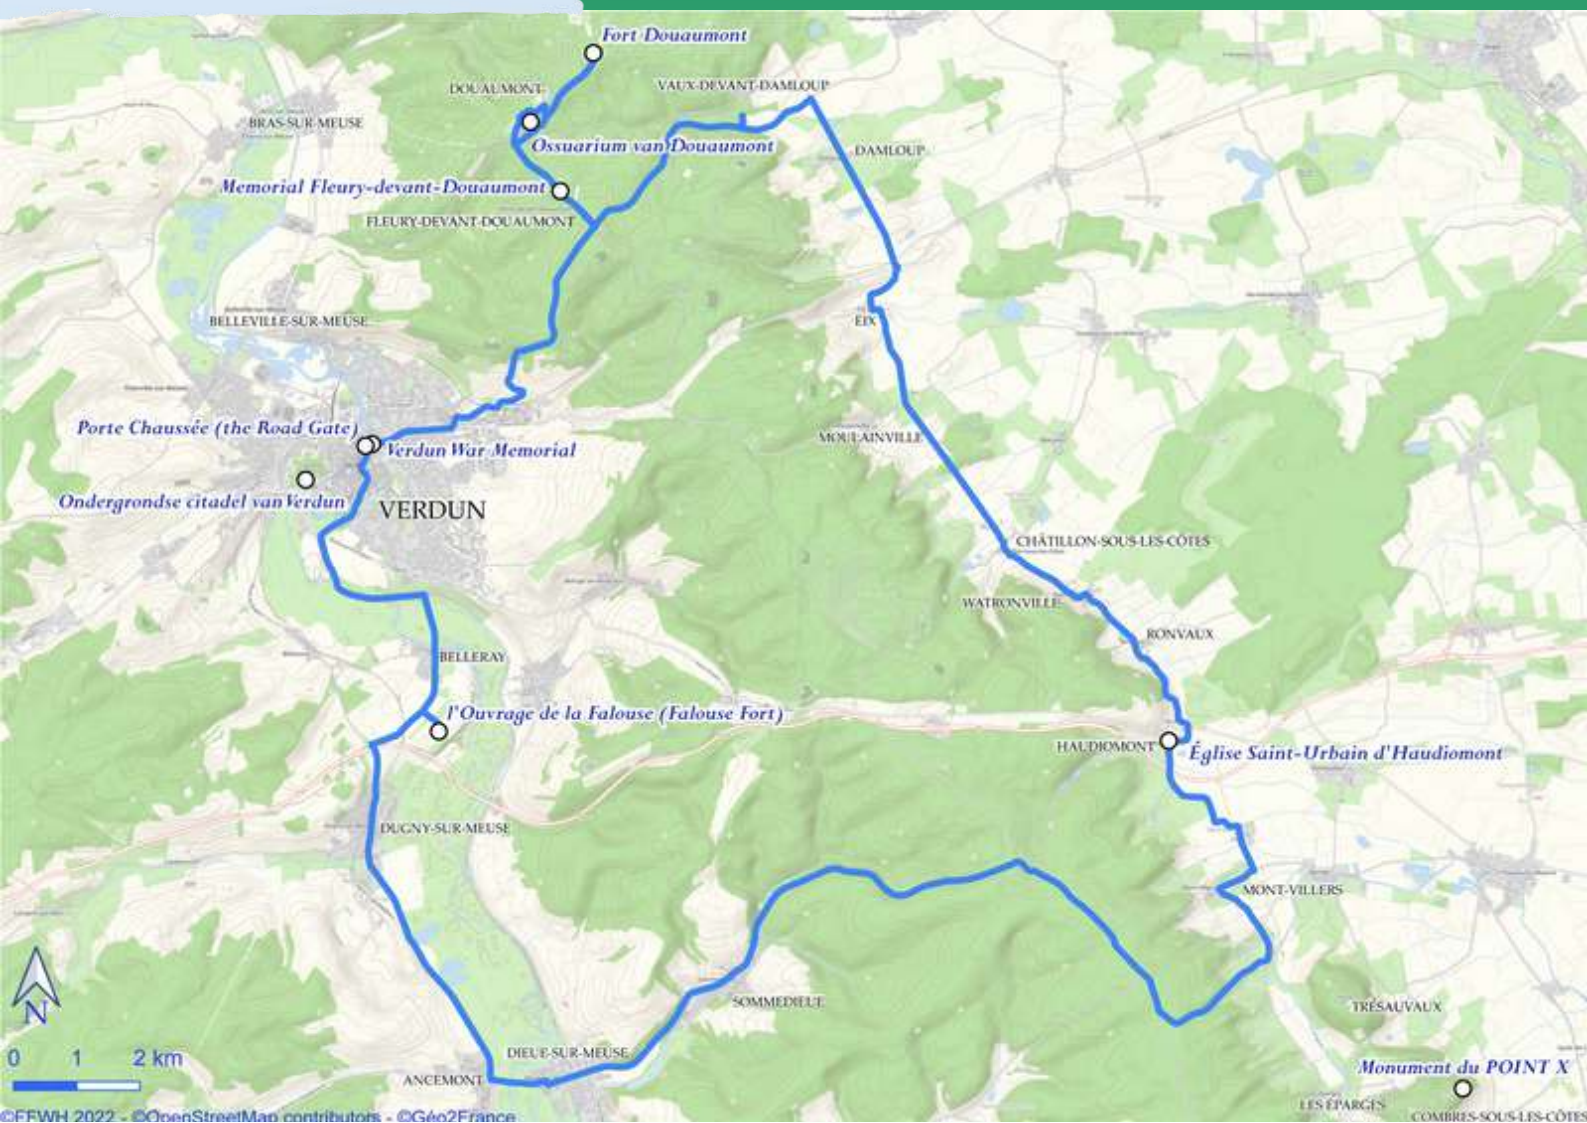 Fort Douaumont
DOUAUMONT
VAUX-DEVANT-DAMLOUP
BRAS-SUR-MEUSE
Ossuarium van Douaumont
DAMLOUP
Memorial Fleury-devant-Douaumont
FLEURY-DEVANT-DOUAUMONT
BELLEVILLE-SUR-MEUSE
EIX
Porte Chaussée (the Road Gate)
MOULAINVILLE
Verdun War Memorial
Ondergrondse citadel van Verdun
VERDUN
CHÂTILLON-SOUS-LES-CÔTES
WATRONVILLE
RONVAUX
BELLERAY
l'Ouvrage de la Falouse (Falouse Fort)
HAUDIOMONT
Église Saint-Urbain d'Haudiomont
DUGNY-SUR-MEUSE
MONT-VILLERS
SOMMEDIEUE
TRÉSAUVAUX
N
0 1 2 km
DIEUE-SUR-MEUSE
Monument du POINT X
ANCEMONT
LES ÉPARGES
COMBRES-SOUS-LES-CÔTES
©FFWH 2022 - ©OpenStreetMap contributors - ©Géo2France